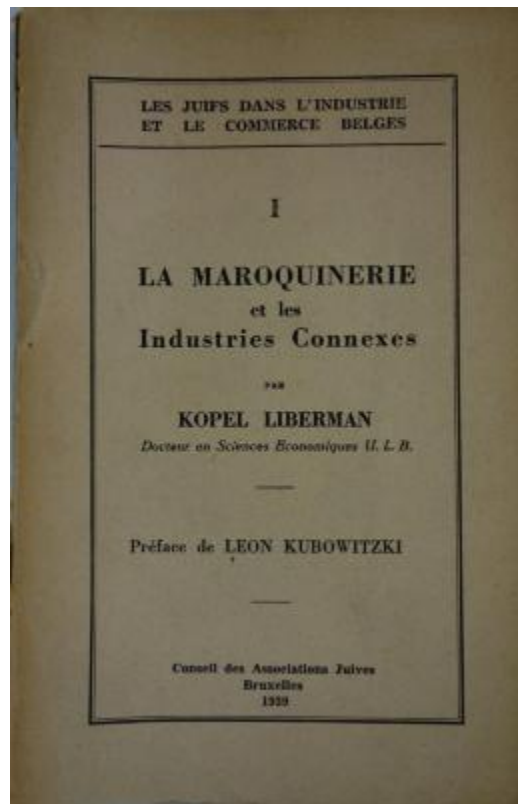 LES JUIFS DANS L'INDUSTRIE
ET LE COMMERCE BELGES
I
LA MAROQUINERIE
et les
Industries Connexes
PAR
KOPEL LIBERMAN
Docteur en Sciences Economiques U. L. B.
Préface de LEON KUBOWITZKI
Conseil des Associations Juives
Bruxelles
1939